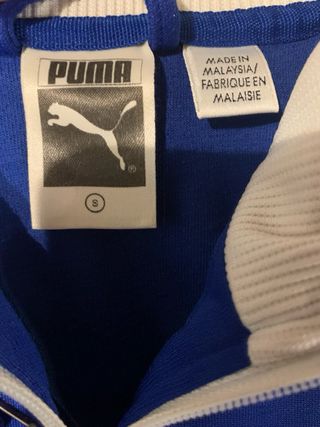 PUMA
®
S
MADE IN
MALAYSIA/
FABRIQUE EN
MALAISIE